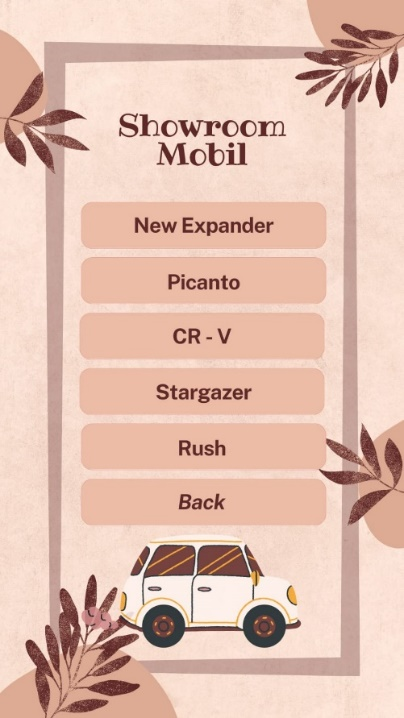 Showroom
Mobil
New Expander
Picanto
CR - V
Stargazer
Rush
Back